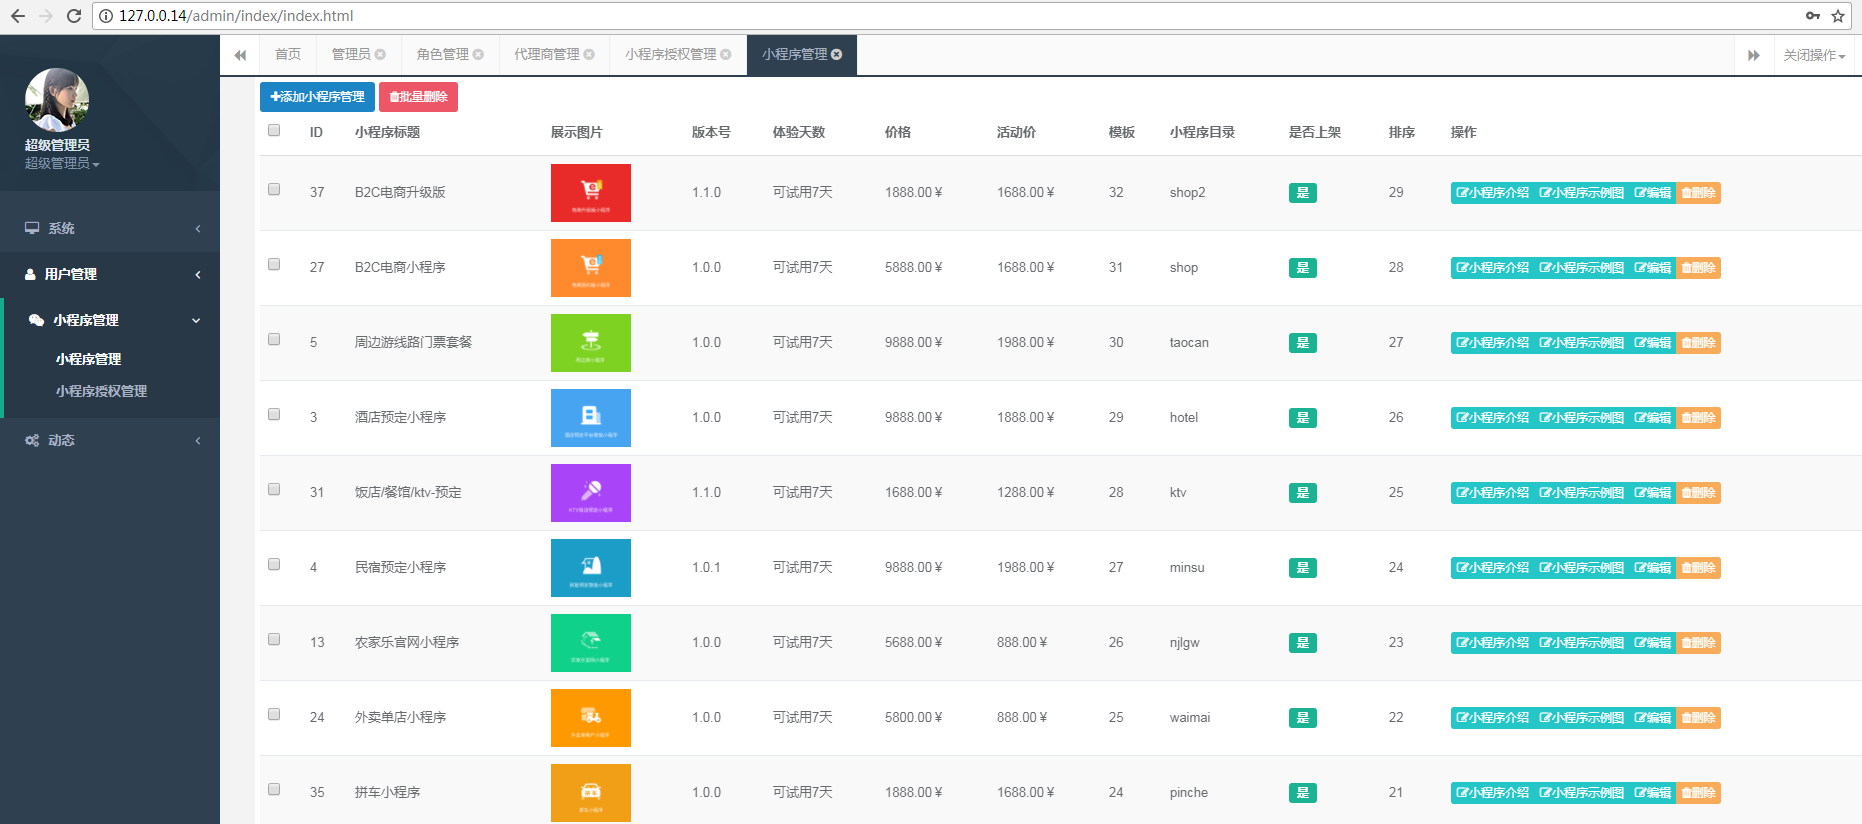 127.0.0.14/admin/index/index.html
首页 管理员 角色管理 代理商管理 小程序授权管理 小程序管理 关闭操作
超级管理员
超级管理员
系统
用户管理
小程序管理
小程序管理
小程序授权管理
动态
添加小程序管理 批量删除
ID 小程序标题 展示图片 版本号 体验天数 价格 活动价 模板 小程序目录 是否上架 排序 操作
37 B2C电商升级版 1.1.0 可试用7天 1888.00 ¥ 1688.00 ¥ 32 shop2 是 29 小程序介绍 小程序示例图 编辑 删除
27 B2C电商小程序 1.0.0 可试用7天 5888.00 ¥ 1688.00 ¥ 31 shop 是 28 小程序介绍 小程序示例图 编辑 删除
5 周边游线路门票套餐 1.0.0 可试用7天 9888.00 ¥ 1988.00 ¥ 30 taocan 是 27 小程序介绍 小程序示例图 编辑 删除
3 酒店预定小程序 1.0.0 可试用7天 9888.00 ¥ 1888.00 ¥ 29 hotel 是 26 小程序介绍 小程序示例图 编辑 删除
31 饭店/餐馆/ktv-预定 1.1.0 可试用7天 1688.00 ¥ 1288.00 ¥ 28 ktv 是 25 小程序介绍 小程序示例图 编辑 删除
4 民宿预定小程序 1.0.1 可试用7天 9888.00 ¥ 1988.00 ¥ 27 minsu 是 24 小程序介绍 小程序示例图 编辑 删除
13 农家乐官网小程序 1.0.0 可试用7天 5688.00 ¥ 888.00 ¥ 26 njlgw 是 23 小程序介绍 小程序示例图 编辑 删除
24 外卖单店小程序 1.0.0 可试用7天 5800.00 ¥ 888.00 ¥ 25 waimai 是 22 小程序介绍 小程序示例图 编辑 删除
35 拼车小程序 1.0.0 可试用7天 1888.00 ¥ 1688.00 ¥ 24 pinche 是 21 小程序介绍 小程序示例图 编辑 删除